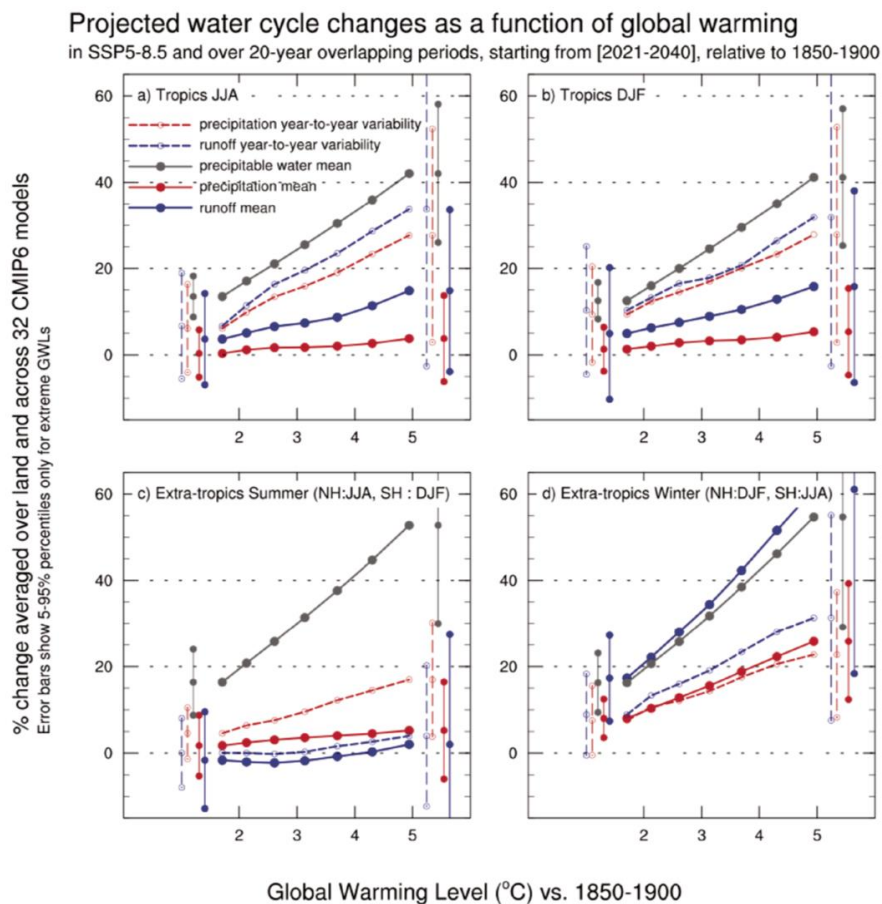 Projected water cycle changes as a function of global warming
in SSP5-8.5 and over 20-year overlapping periods, starting from [2021-2040], relative to 1850-1900
% change averaged over land and across 32 CMIP6 models
Error bars show 5-95% percentiles only for extreme GWLs
a) Tropics JJA
precipitation year-to-year variability
runoff year-to-year variability
precipitable water mean
precipitation mean
runoff mean
60
40
20
0
2 3 4 5
b) Tropics DJF
60
40
20
0
2 3 4 5
c) Extra-tropics Summer (NH:JJA, SH : DJF)
60
40
20
0
2 3 4 5
d) Extra-tropics Winter (NH:DJF, SH:JJA)
60
40
20
0
2 3 4 5
Global Warming Level (°C) vs. 1850-1900